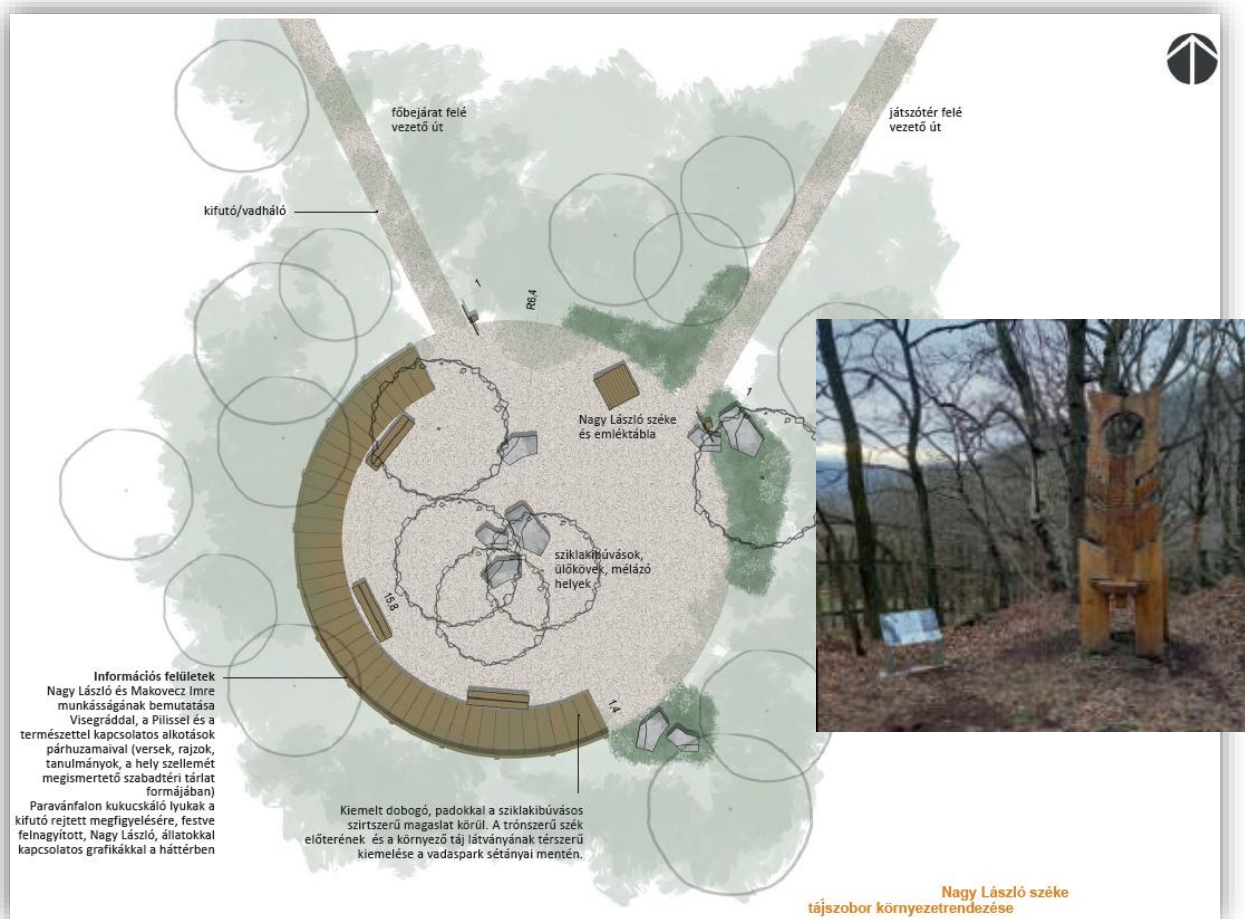 főbejárat felé
vezető út
játszótér felé
vezető út
kifutó/vadháló
1
R6,4
Nagy László széke
és emléktábla
1
sziklakibúvások,
ülőkövek, mélázó
helyek
15,8
1,4
Információs felületek
Nagy László és Makovecz Imre
munkásságának bemutatása
Visegráddal, a Pilissel és a
természettel kapcsolatos alkotások
párhuzamaival (versek, rajzok,
tanulmányok, a hely szellemét
megismertető szabadtéri tárlat
formájában)
Paravánfalon kukucskáló lyukak a
kifutó rejtett megfigyelésére, festve
felnagyított, Nagy László, állatokkal
kapcsolatos grafikákkal a háttérben
Kiemelt dobogó, padokkal a sziklakibúvásos
szirtszerű magaslat körül. A trónszerű szék
előterének és a környező táj látványának térszerű
kiemelése a vadaspark sétányai mentén.
Nagy László széke
tájszobor környezetrendezése